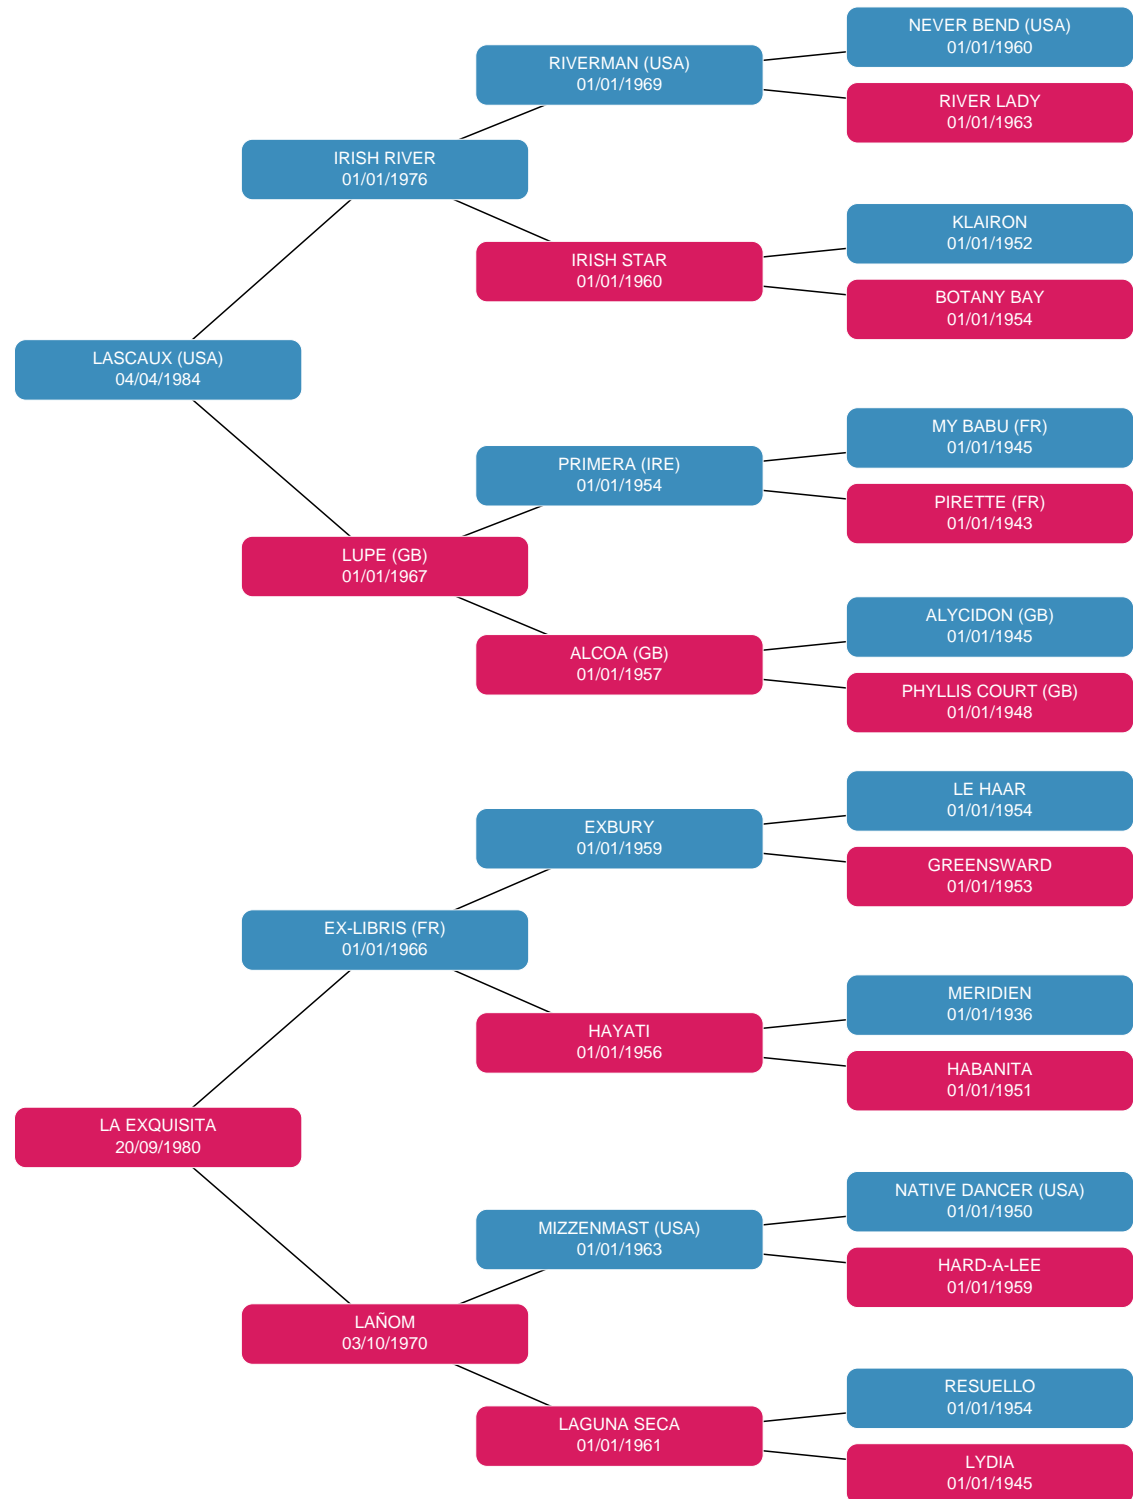 NEVER BEND (USA)
01/01/1960
RIVERMAN (USA)
01/01/1969
RIVER LADY
01/01/1963
IRISH RIVER
01/01/1976
KLAIRON
01/01/1952
IRISH STAR
01/01/1960
BOTANY BAY
01/01/1954
LASCAUX (USA)
04/04/1984
MY BABU (FR)
01/01/1945
PRIMERA (IRE)
01/01/1954
PIRETTE (FR)
01/01/1943
LUPE (GB)
01/01/1967
ALYCIDON (GB)
01/01/1945
ALCOA (GB)
01/01/1957
PHYLLIS COURT (GB)
01/01/1948
LE HAAR
01/01/1954
EXBURY
01/01/1959
GREENSWARD
01/01/1953
EX-LIBRIS (FR)
01/01/1966
MERIDIEN
01/01/1936
HAYATI
01/01/1956
HABANITA
01/01/1951
LA EXQUISITA
20/09/1980
NATIVE DANCER (USA)
01/01/1950
MIZZENMAST (USA)
01/01/1963
HARD-A-LEE
01/01/1959
LAÑOM
03/10/1970
RESUELLO
01/01/1954
LAGUNA SECA
01/01/1961
LYDIA
01/01/1945